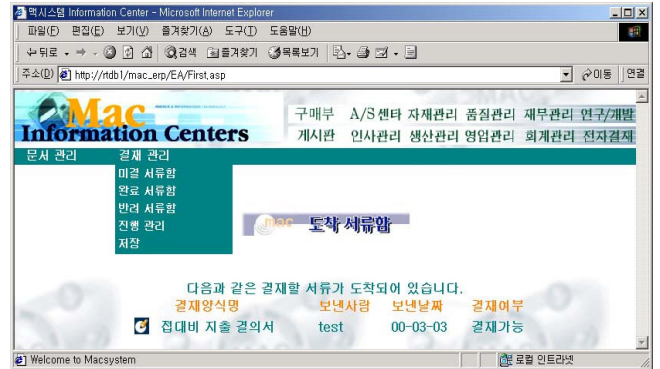 맥시스템 Information Center - Microsoft Internet Explorer
파일(F) 편집(E) 보기(V) 즐겨찾기(A) 도구(T) 도움말(H)
뒤로 검색 즐겨찾기 목록보기
주소(D) http://rtdb1/mac_erp/EA/First.asp 이동 연결
Mac
Information Centers
구매부 A/S센타 자재관리 품질관리 재무관리 연구/개발
게시판 인사관리 생산관리 영업관리 회계관리 전자결재
문서 관리 결재 관리
미결 서류함
완료 서류함
반려 서류함
진행 관리
저장
mac 도착 서류함
다음과 같은 결재할 서류가 도착되어 있습니다.
결재양식명 보낸사람 보낸날짜 결재여부
접대비 지출 결의서 test 00-03-03 결재가능
Welcome to Macsystem 로컬 인트라넷